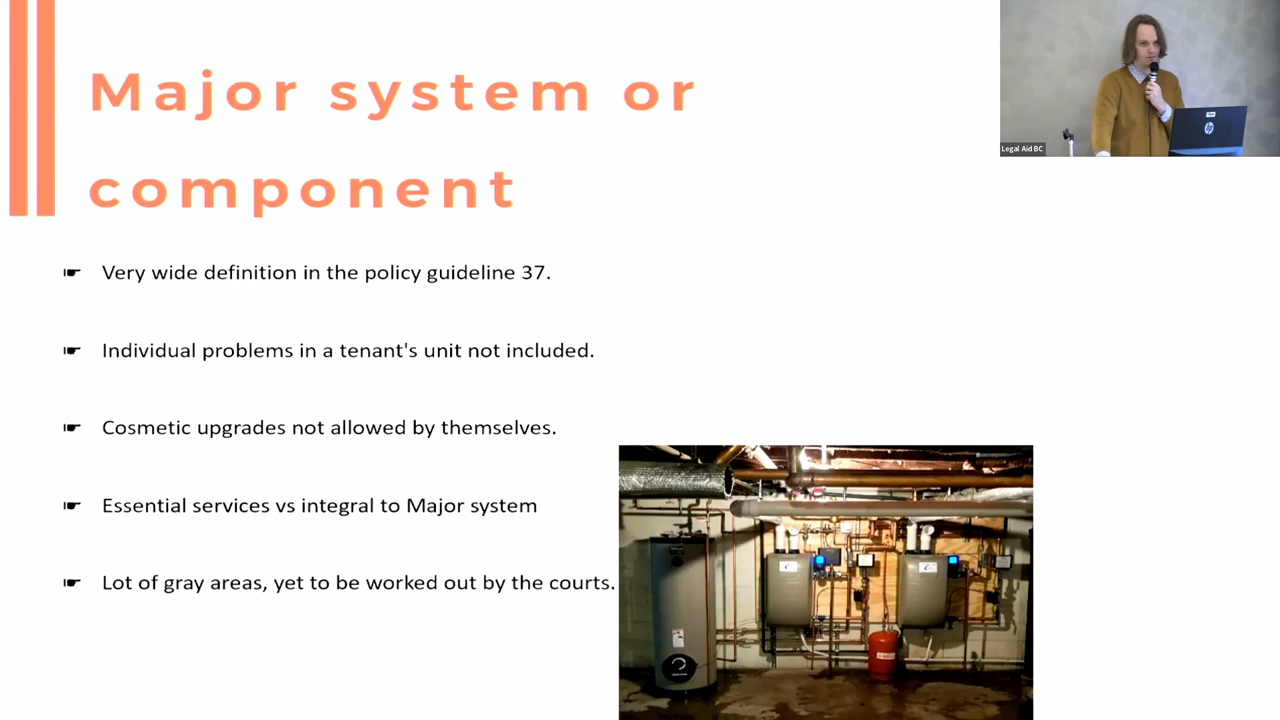 Major system or
component
Very wide definition in the policy guideline 37.
Individual problems in a tenant's unit not included.
Cosmetic upgrades not allowed by themselves.
Essential services vs integral to Major system
Lot of gray areas, yet to be worked out by the courts.
Legal Aid BC
hp